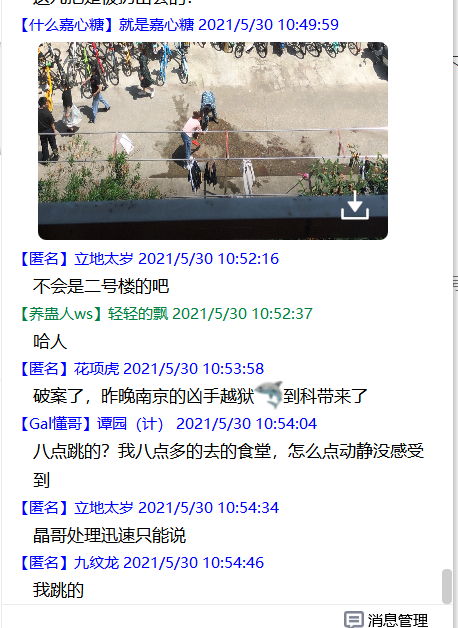 【什么嘉心糖】就是嘉心糖 2021/5/30 10:49:59
【匿名】立地太岁 2021/5/30 10:52:16
不会是二号楼的吧
【养蛊人ws】轻轻的飘 2021/5/30 10:52:37
哈人
【匿名】花项虎 2021/5/30 10:53:58
破案了，昨晚南京的凶手越狱到科带来了
【Gal懂哥】谭园（计） 2021/5/30 10:54:04
八点跳的？我八点多的去的食堂，怎么点动静没感受
到
【匿名】立地太岁 2021/5/30 10:54:34
晶哥处理迅速只能说
【匿名】九纹龙 2021/5/30 10:54:46
我跳的
消息管理